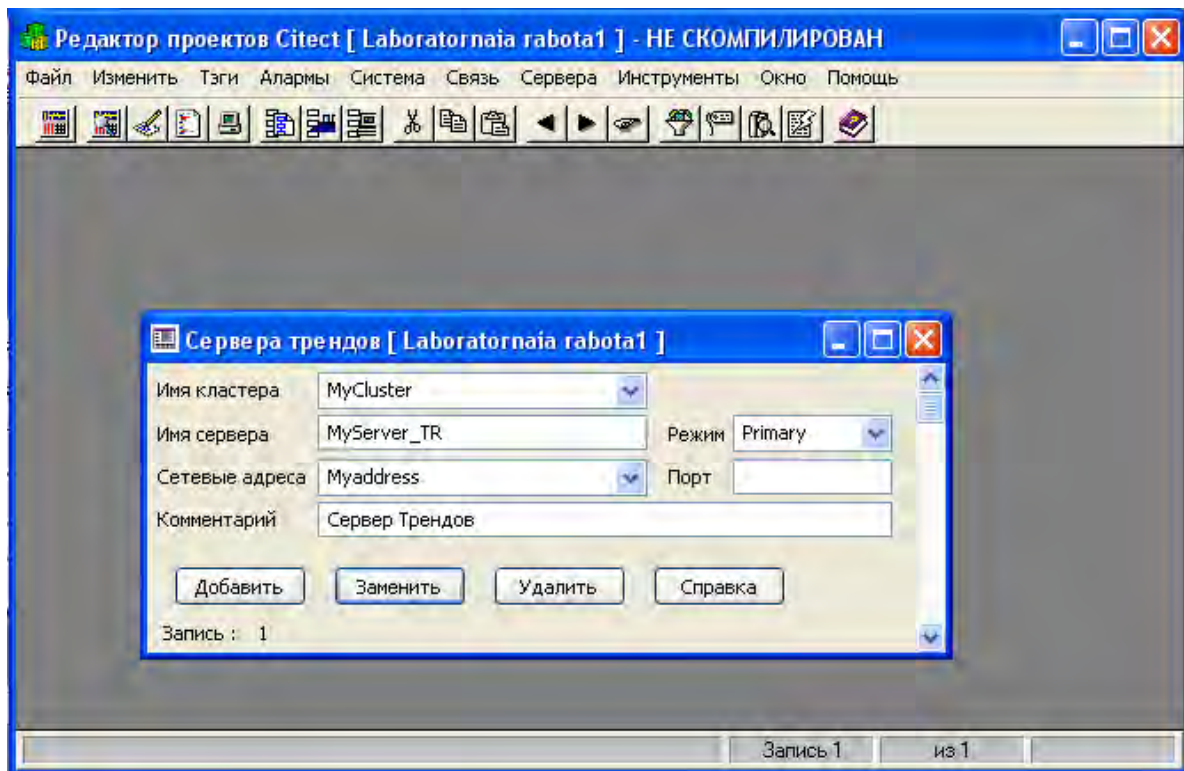 Редактор проектов Citect [ Laboratornaia rabota1 ] - НЕ СКОМПИЛИРОВАН
Файл Изменить Тэги Алармы Система Связь Сервера Инструменты Окно Помощь
Сервера трендов [ Laboratornaia rabota1 ]
Имя кластера MyCluster
Имя сервера MyServer_TR Режим Primary
Сетевые адреса Myaddress Порт
Комментарий Сервер Трендов
Добавить Заменить Удалить Справка
Запись : 1
Запись 1 из 1